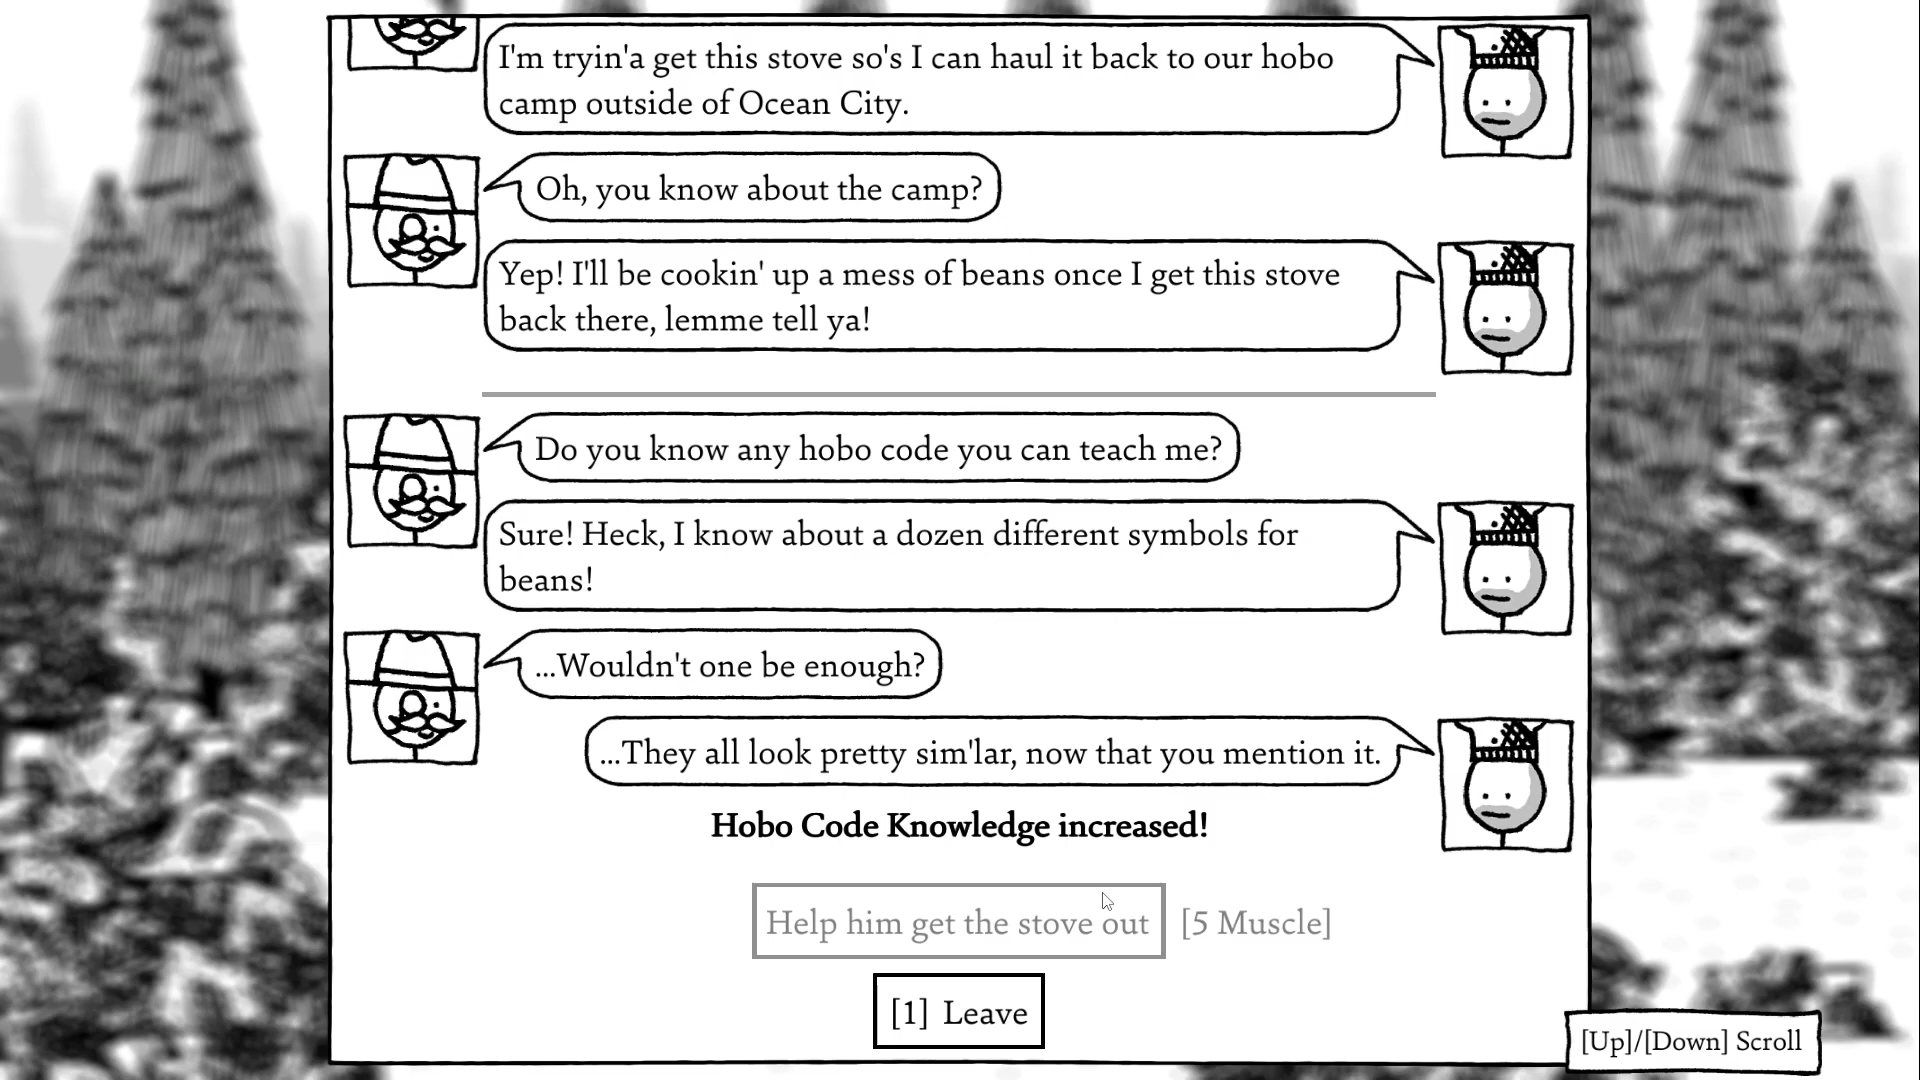 I'm tryin'a get this stove so's I can haul it back to our hobo
camp outside of Ocean City.
Oh, you know about the camp?
Yep! I'll be cookin' up a mess of beans once I get this stove
back there, lemme tell ya!
Do you know any hobo code you can teach me?
Sure! Heck, I know about a dozen different symbols for
beans!
...Wouldn't one be enough?
...They all look pretty sim'lar, now that you mention it.
Hobo Code Knowledge increased!
Help him get the stove out [5 Muscle]
[1] Leave
[Up]/[Down] Scroll